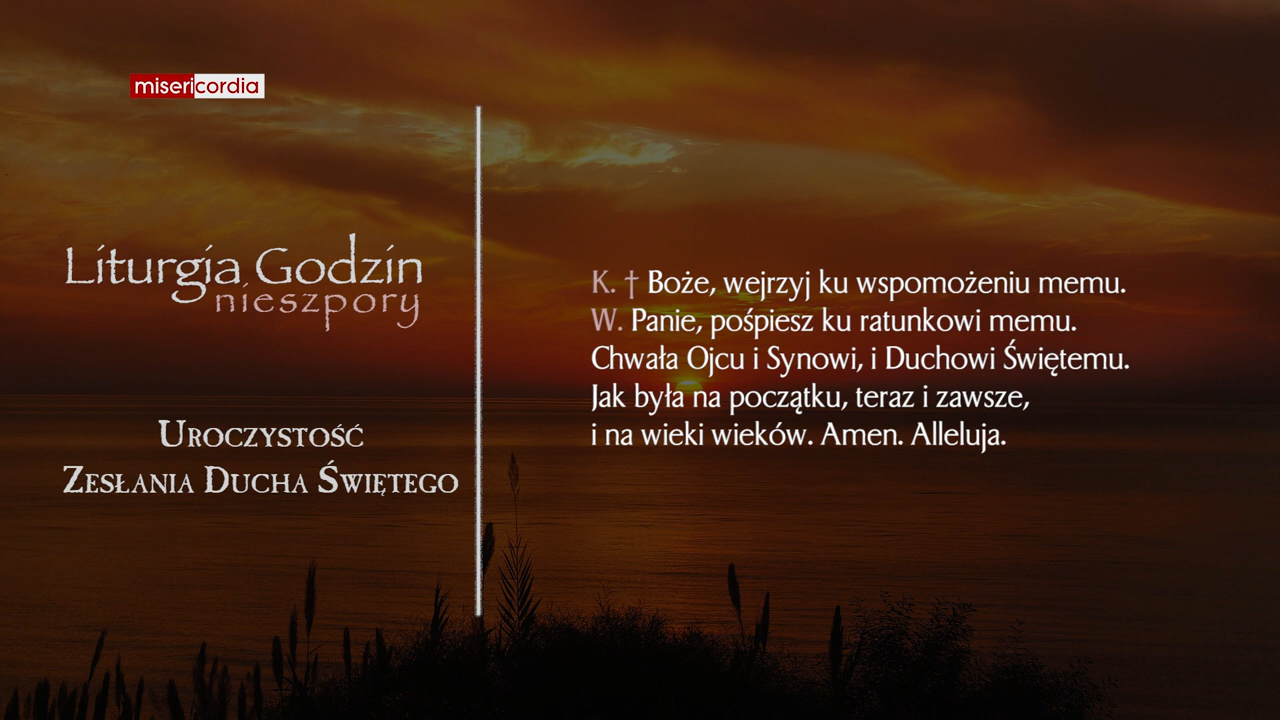 misericordia
Liturgia Godzin
nieszpory
Uroczystość
Zesłania Ducha Świętego
K. † Boże, wejrzyj ku wspomożeniu memu.
W. Panie, pośpiesz ku ratunkowi memu.
Chwała Ojcu i Synowi, i Duchowi Świętemu.
Jak była na początku, teraz i zawsze,
i na wieki wieków. Amen. Alleluja.